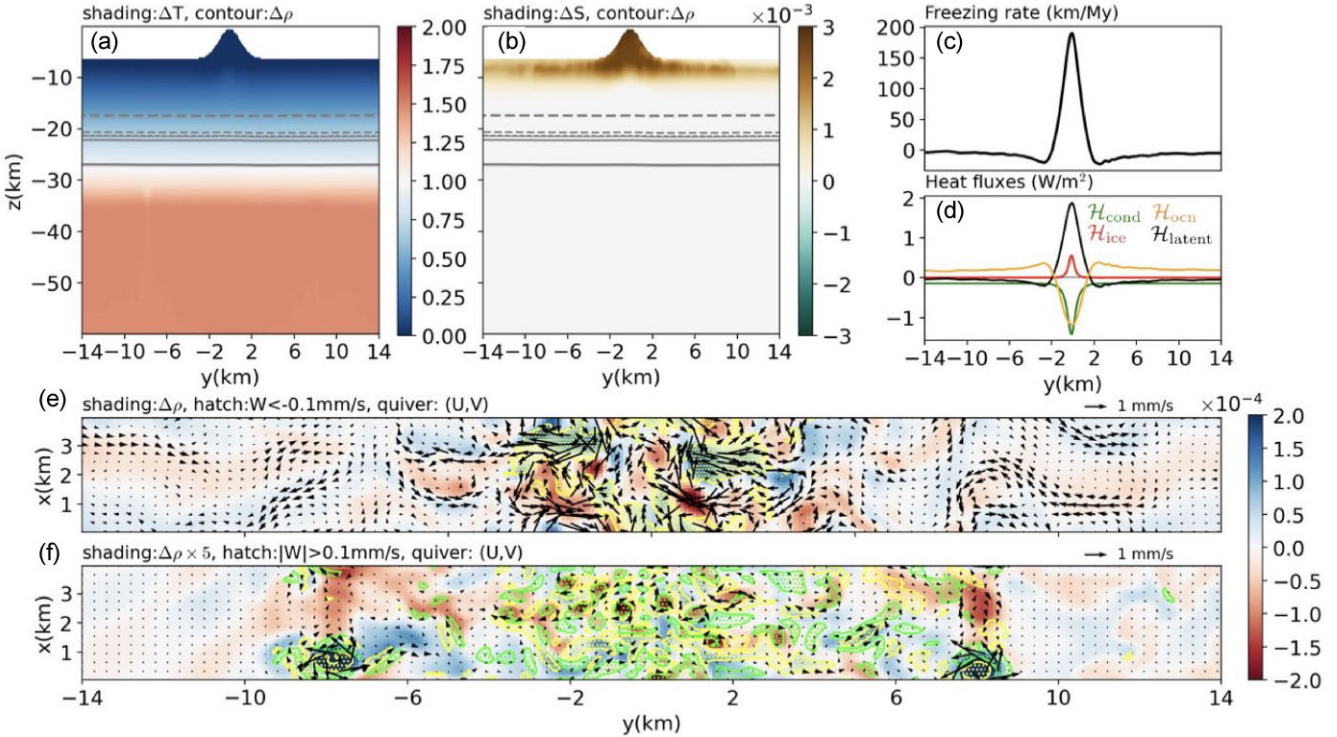 shading:ΔT, contour:Δρ
(a)
−10
−20
−30
−40
−50
z(km)
−14 −10 −6 −2 2 6 10 14
y(km)
2.00
1.75
1.50
1.25
1.00
0.75
0.50
0.25
0.00
shading:ΔS, contour:Δρ
×10⁻³
(b)
−14 −10 −6 −2 2 6 10 14
y(km)
3
2
1
0
−1
−2
−3
Freezing rate (km/My)
(c)
200
150
100
50
0
Heat fluxes (W/m²)
(d)
2
1
0
−1
ℋcond ℋocn
ℋice ℋlatent
−14 −10 −6 −2 2 6 10 14
y(km)
(e)
shading:Δρ, hatch:W<-0.1mm/s, quiver: (U,V)
1 mm/s
×10⁻⁴
x(km)
3
2
1
(f)
shading:Δρ × 5, hatch:|W|>0.1mm/s, quiver: (U,V)
1 mm/s
x(km)
3
2
1
−14 −10 −6 −2 2 6 10 14
y(km)
2.0
1.5
1.0
0.5
0.0
−0.5
−1.0
−1.5
−2.0